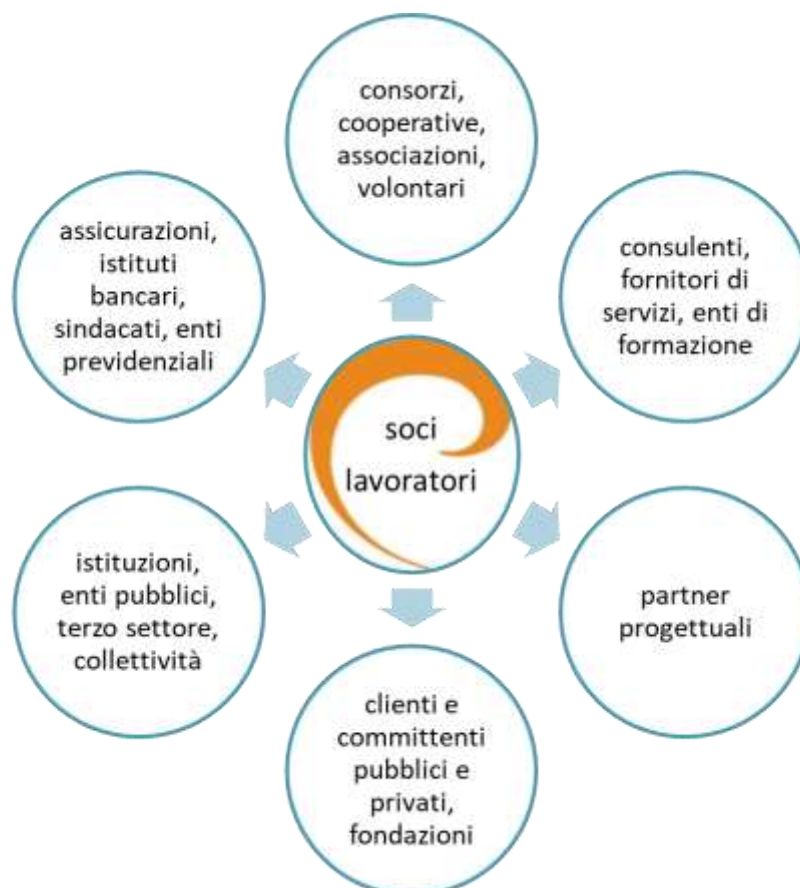 consorzi,
cooperative,
associazioni,
volontari
assicurazioni,
istituti
bancari,
sindacati, enti
previdenziali
consulenti,
fornitori di
servizi, enti di
formazione
soci
lavoratori
istituzioni,
enti pubblici,
terzo settore,
collettività
partner
progettuali
clienti e
committenti
pubblici e
privati,
fondazioni